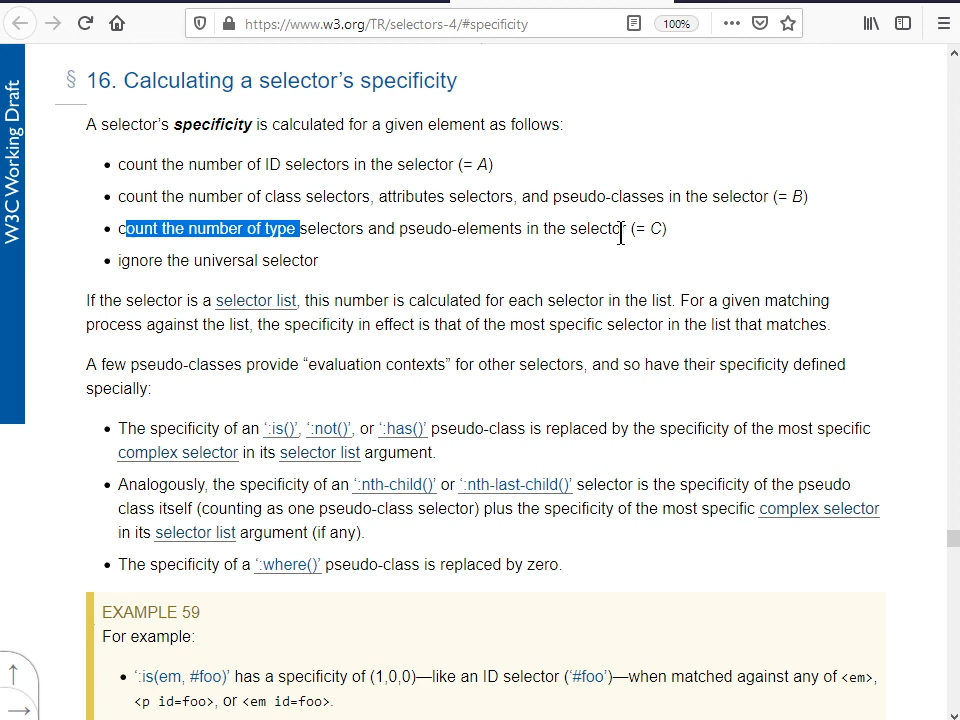 https://www.w3.org/TR/selectors-4/#specificity
100%
W3C Working Draft
§ 16. Calculating a selector’s specificity
A selector’s specificity is calculated for a given element as follows:
• count the number of ID selectors in the selector (= A)
• count the number of class selectors, attributes selectors, and pseudo-classes in the selector (= B)
• count the number of type selectors and pseudo-elements in the selector (= C)
• ignore the universal selector
If the selector is a selector list, this number is calculated for each selector in the list. For a given matching
process against the list, the specificity in effect is that of the most specific selector in the list that matches.
A few pseudo-classes provide “evaluation contexts” for other selectors, and so have their specificity defined
specially:
• The specificity of an ‘:is()’, ‘:not()’, or ‘:has()’ pseudo-class is replaced by the specificity of the most specific
complex selector in its selector list argument.
• Analogously, the specificity of an ‘:nth-child()’ or ‘:nth-last-child()’ selector is the specificity of the pseudo
class itself (counting as one pseudo-class selector) plus the specificity of the most specific complex selector
in its selector list argument (if any).
• The specificity of a ‘:where()’ pseudo-class is replaced by zero.
EXAMPLE 59
For example:
• ‘:is(em, #foo)’ has a specificity of (1,0,0)—like an ID selector (‘#foo’)—when matched against any of <em>,
<p id=foo>, or <em id=foo>.